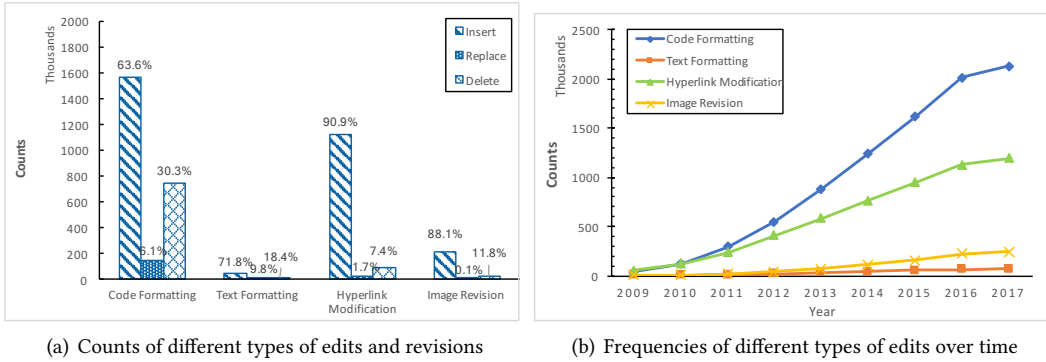 2000
1800
1600
1400
1200
1000
800
600
400
200
0
Thousands
Counts
Insert
Replace
Delete
63.6%
6.1%
30.3%
71.8%
9.8%
18.4%
90.9%
1.7%
7.4%
88.1%
0.1%
11.8%
Code Formatting
Text Formatting
Hyperlink
Modification
Image Revision
(a) Counts of different types of edits and revisions
2500
2000
1500
1000
500
0
Thousands
Counts
Code Formatting
Text Formatting
Hyperlink Modification
Image Revision
2009 2010 2011 2012 2013 2014 2015 2016 2017
Year
(b) Frequencies of different types of edits over time